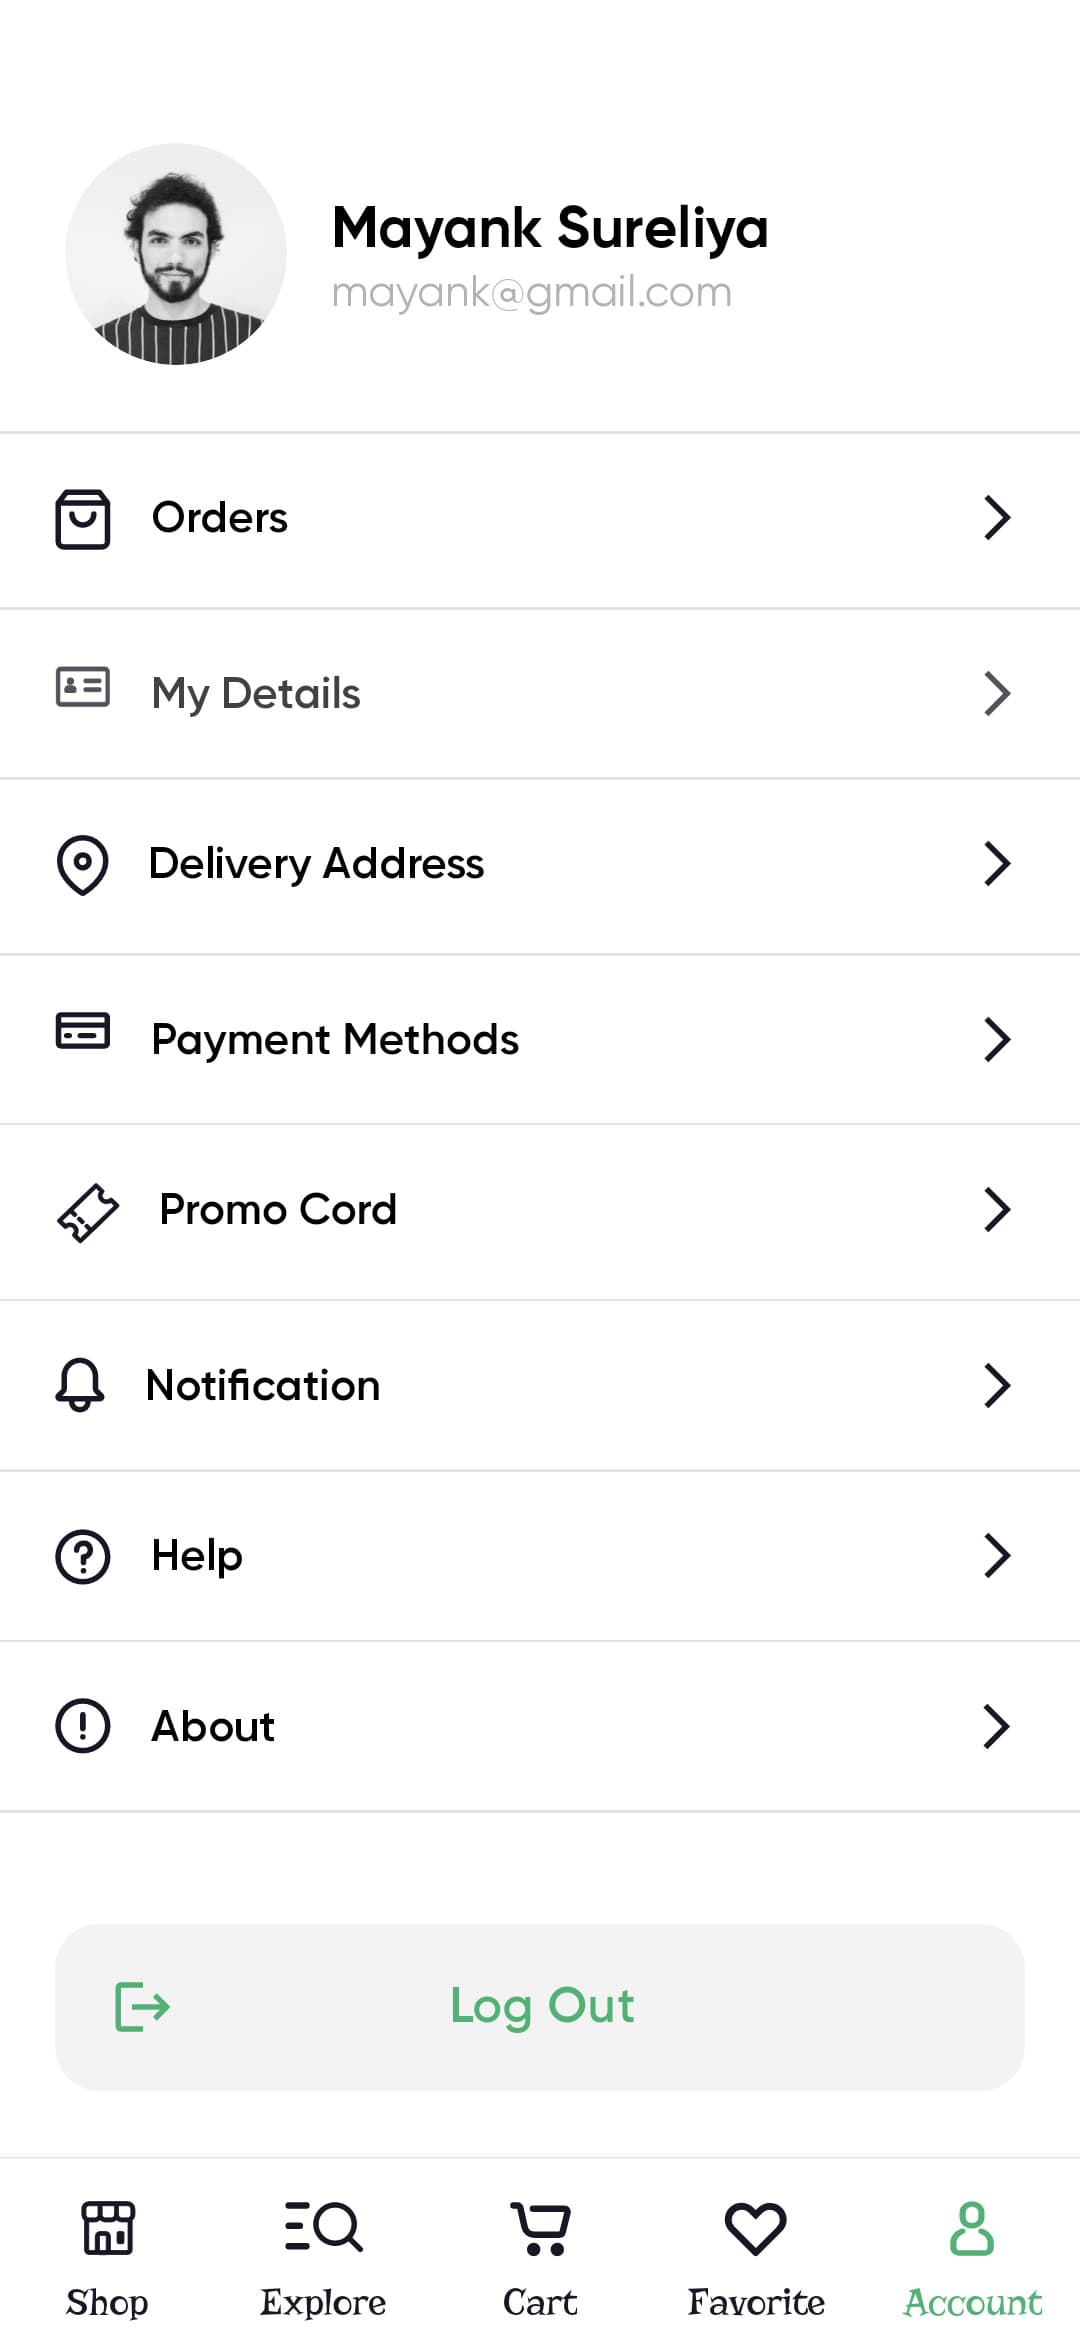 Mayank Sureliya
mayank@gmail.com
Orders
My Details
Delivery Address
Payment Methods
Promo Cord
Notification
Help
About
Log Out
Shop
Explore
Cart
Favorite
Account